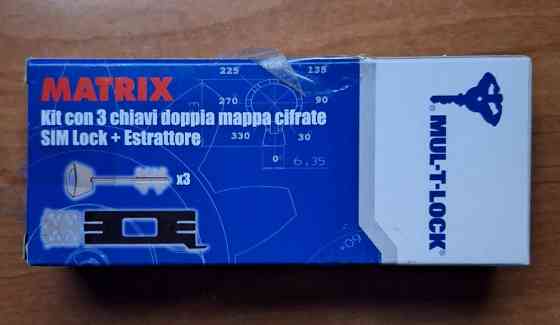 MATRIX
Kit con 3 chiavi doppia mappa cifrate
SIM Lock + Estrattore
x3
225
135
270
90
330
30
0°
6,35
60
MUL-T-LOCK®